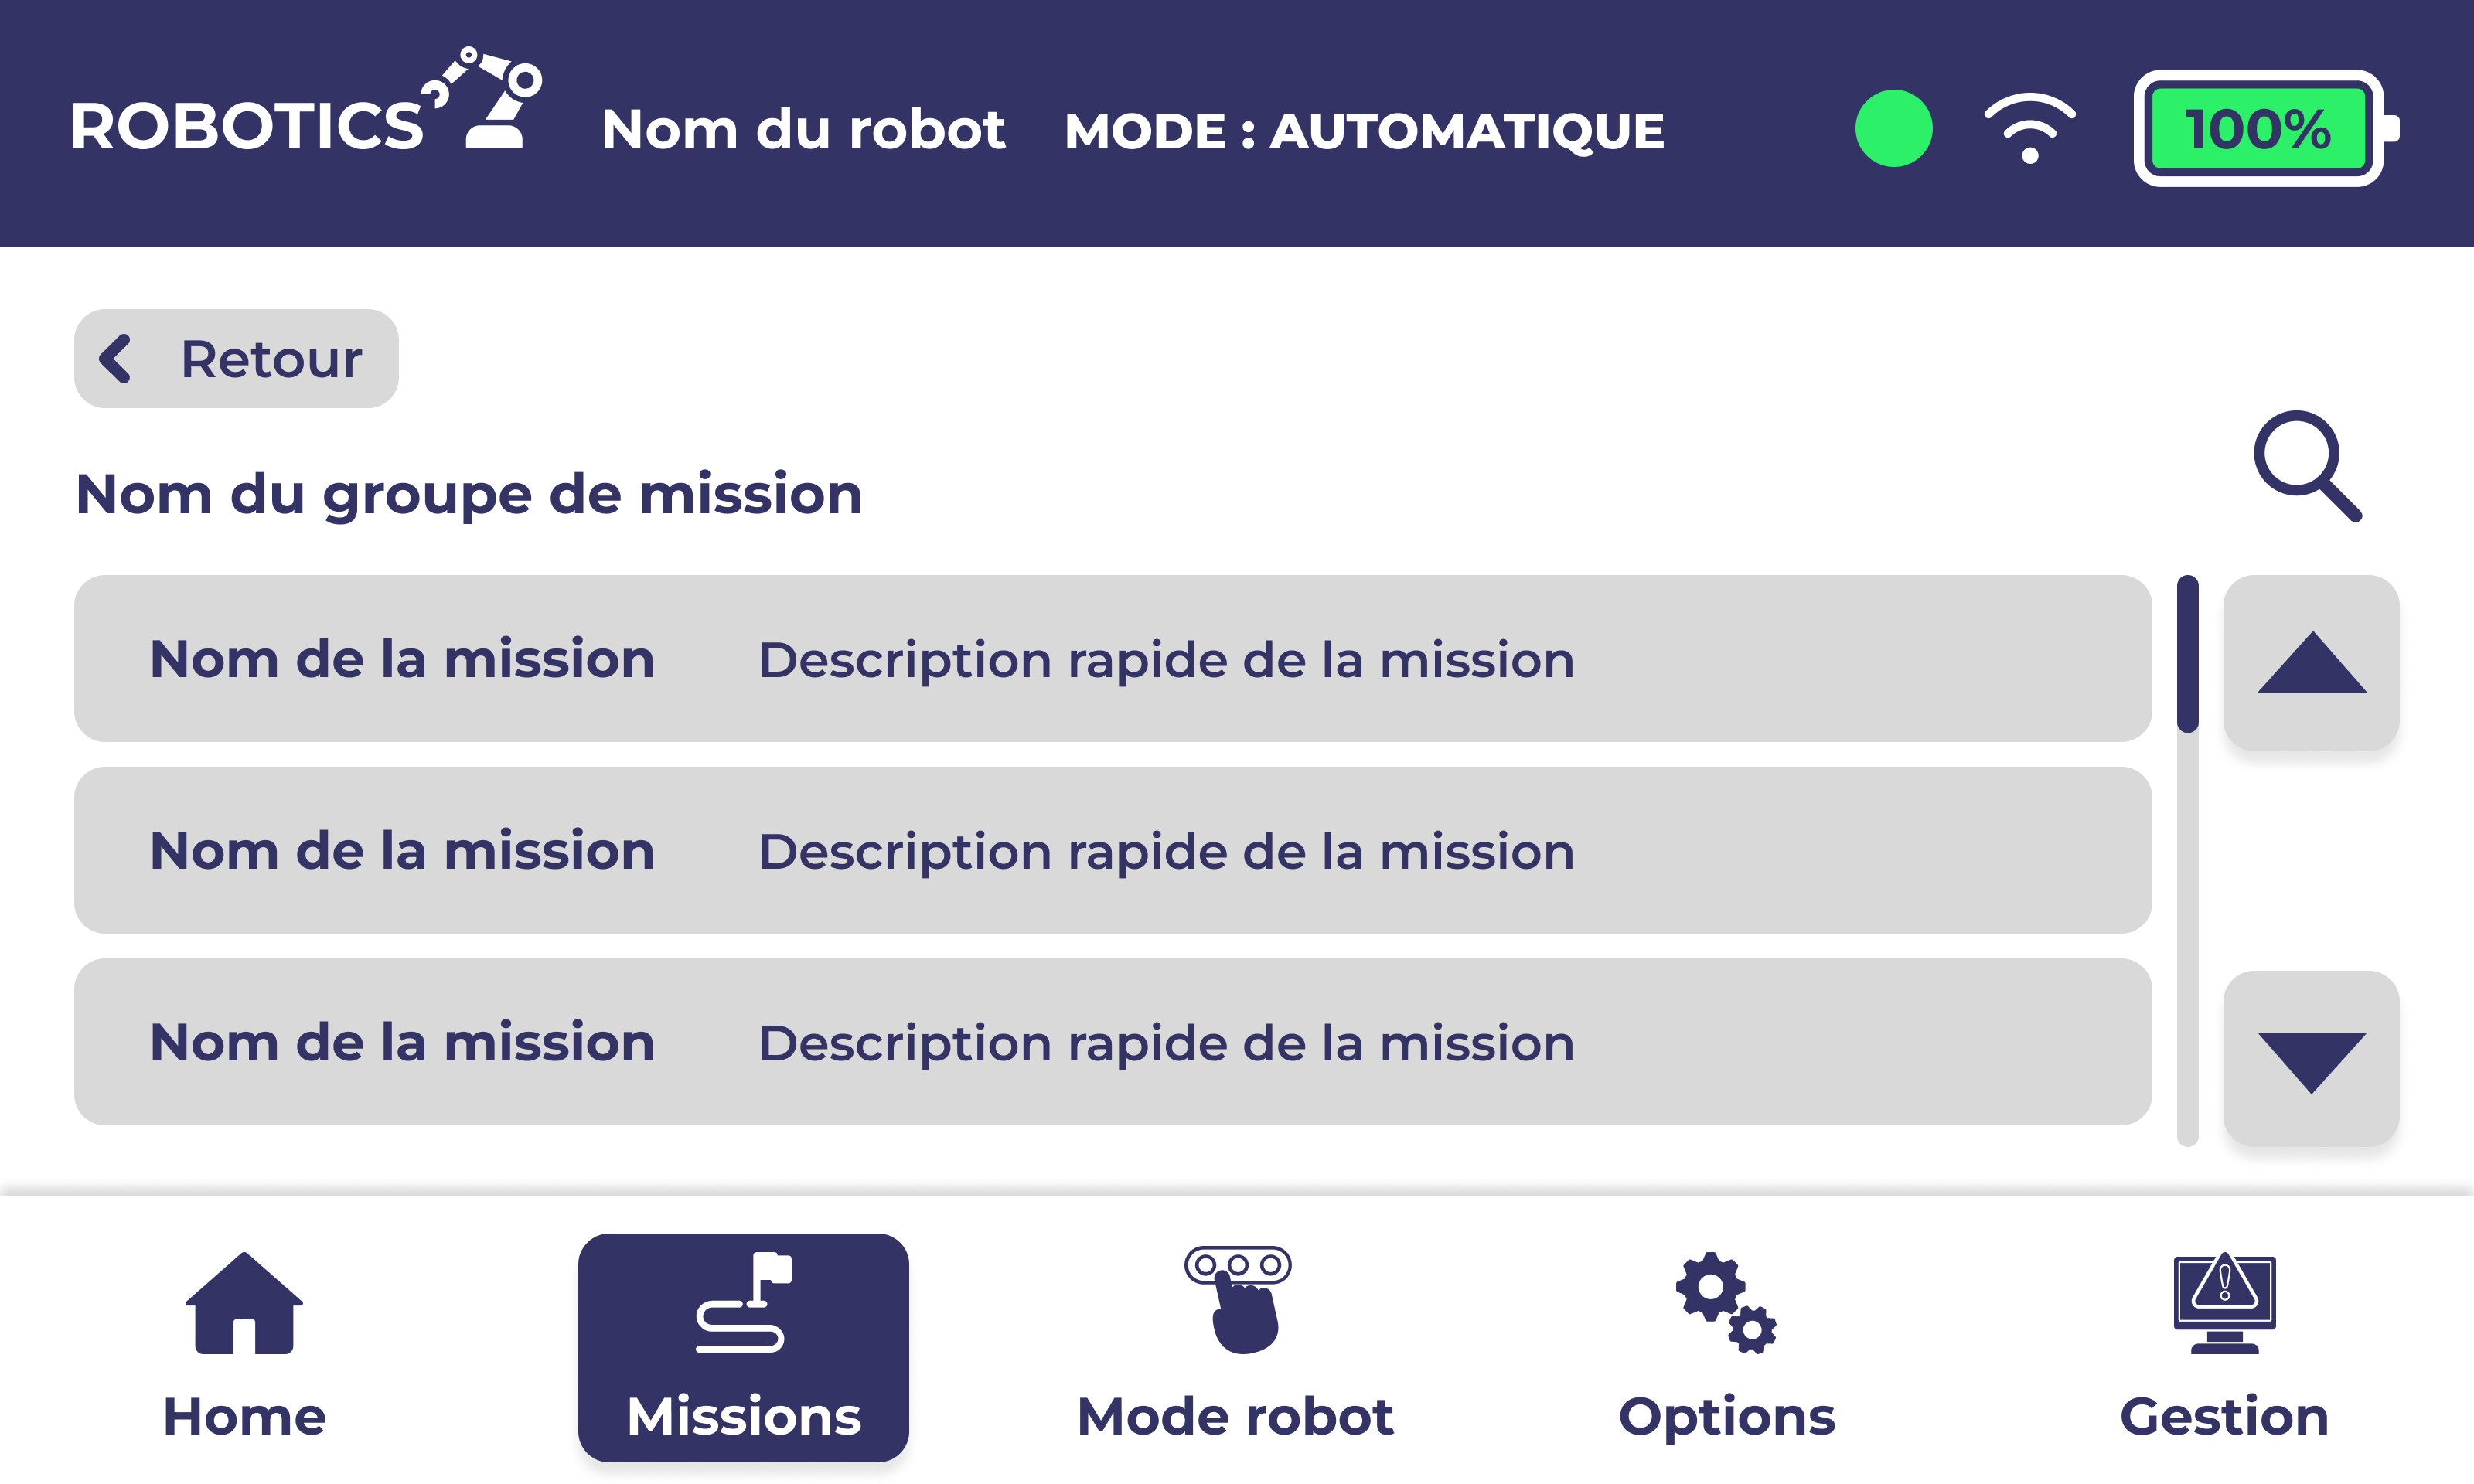 ROBOTICS Nom du robot MODE : AUTOMATIQUE 100%
Retour
Nom du groupe de mission
Nom de la mission Description rapide de la mission
Nom de la mission Description rapide de la mission
Nom de la mission Description rapide de la mission
Home Missions Mode robot Options Gestion